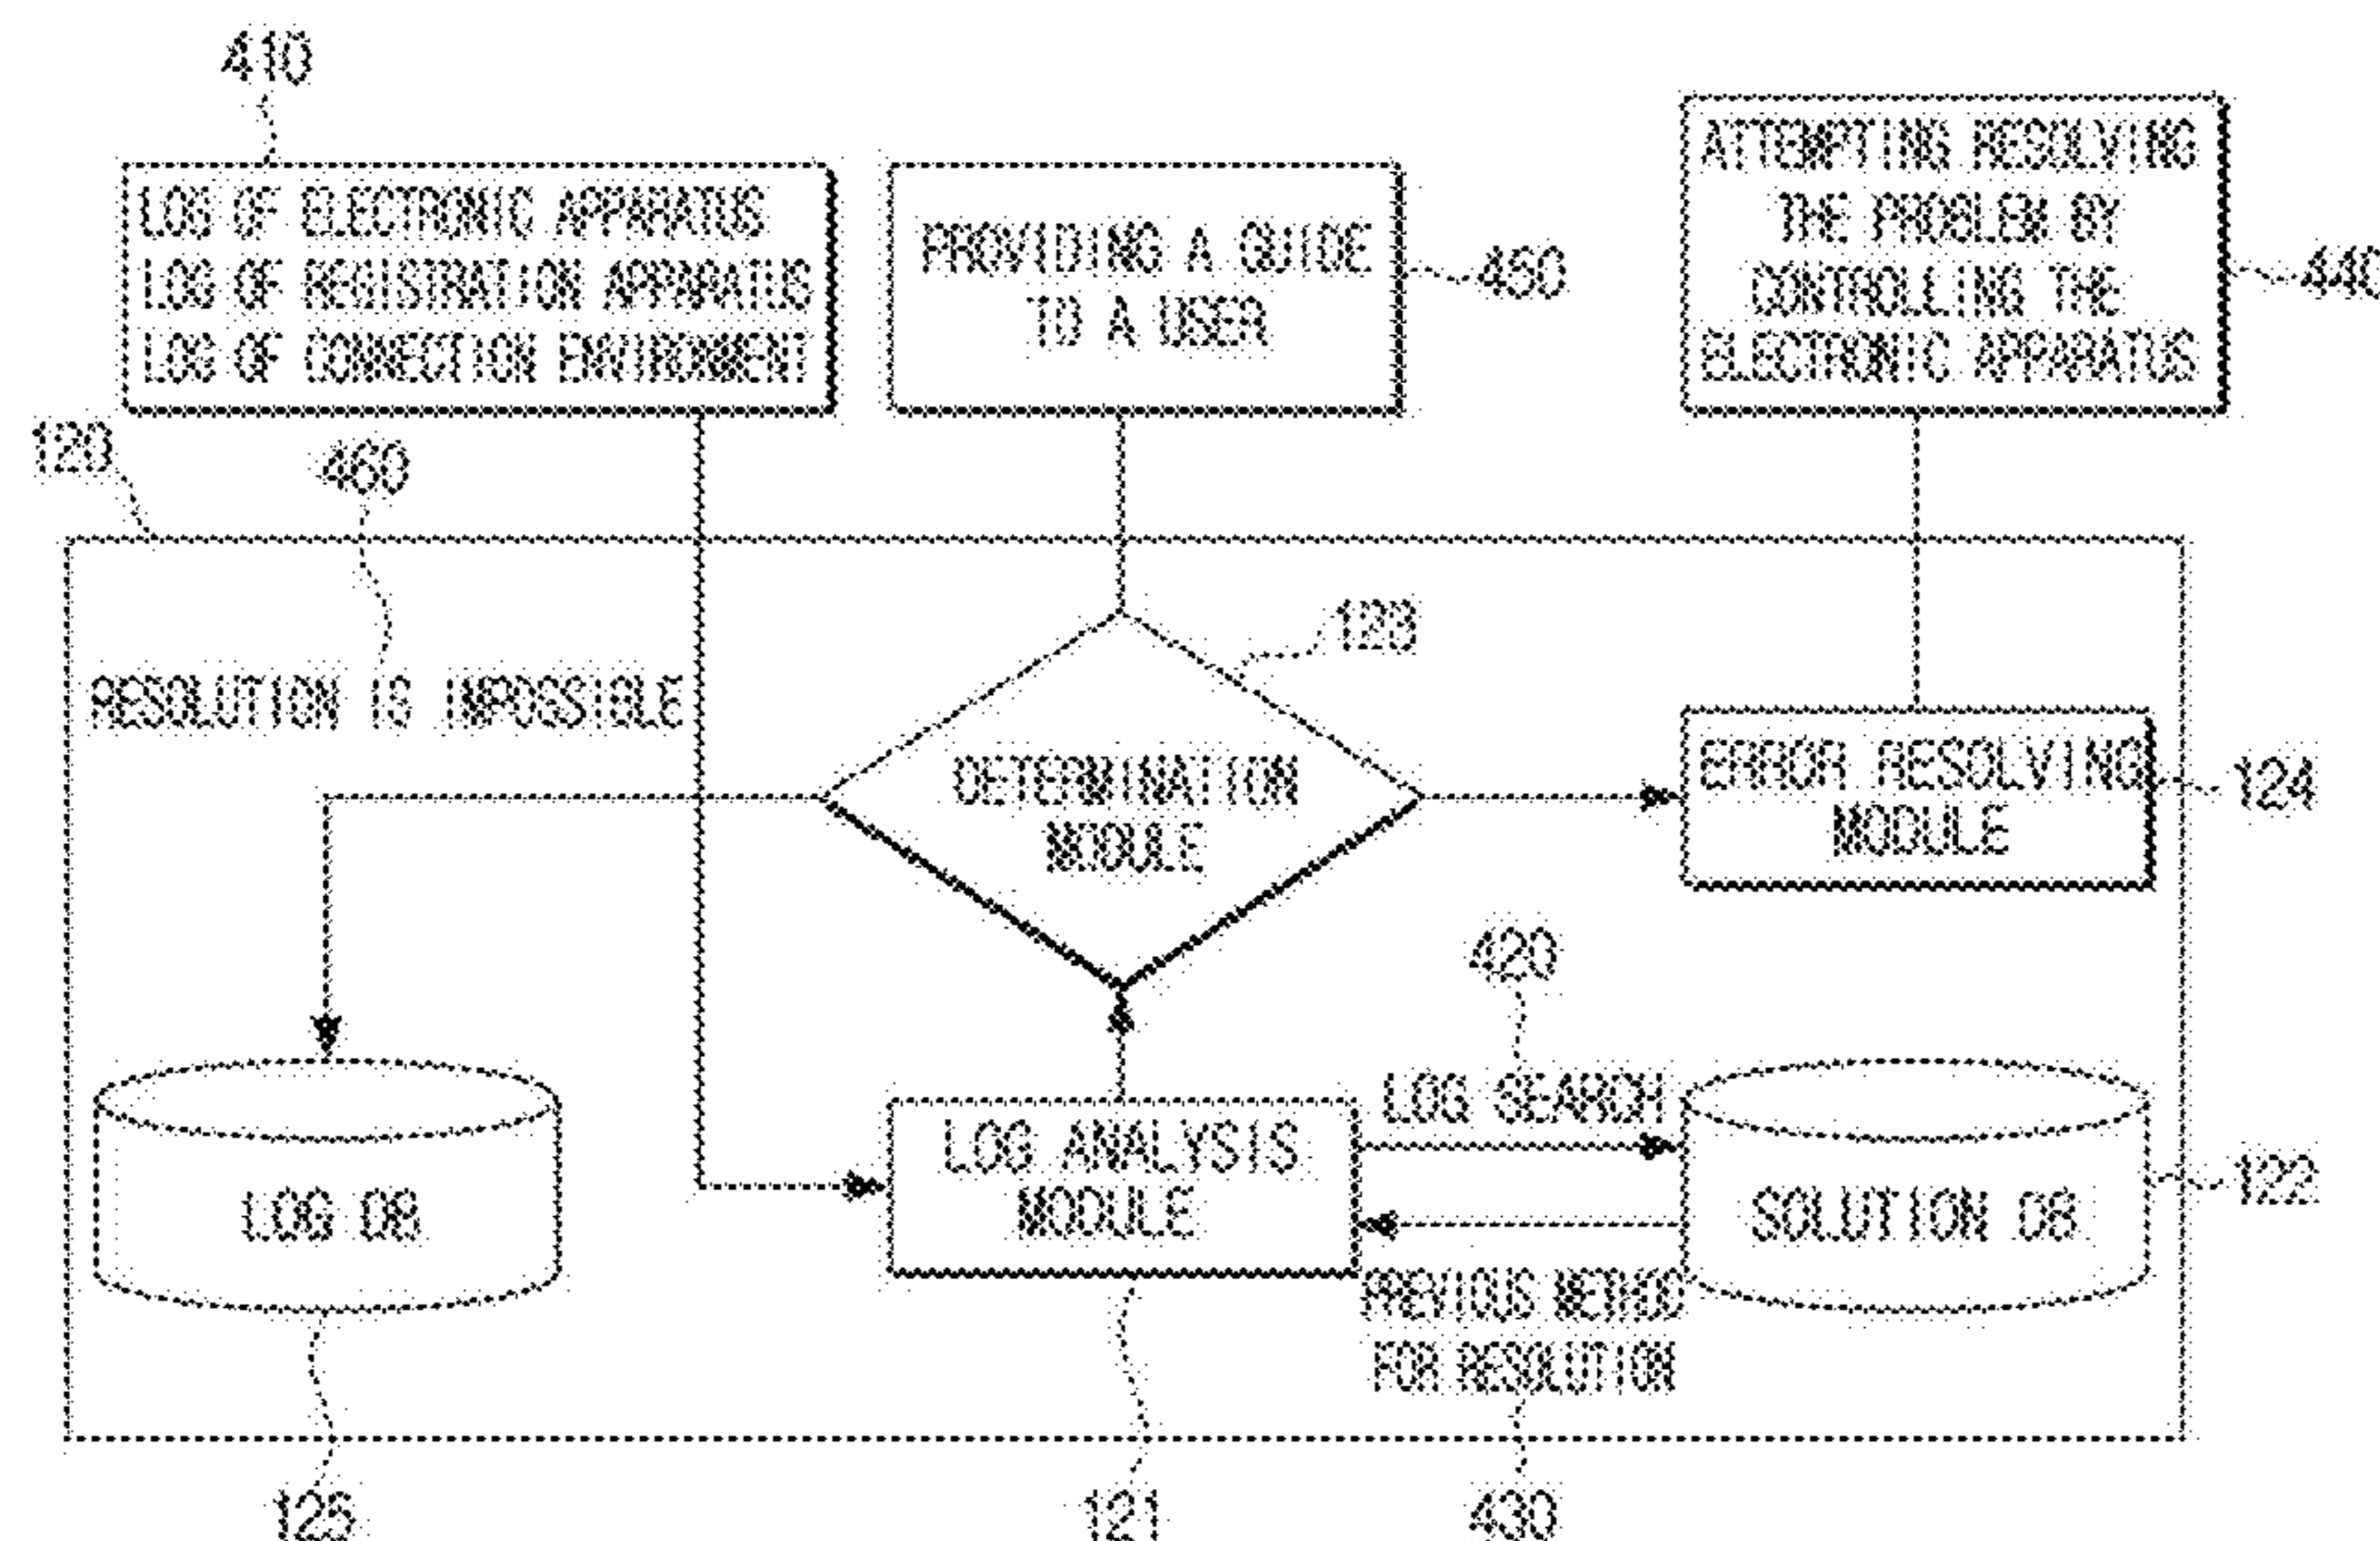 410
LOG OF ELECTRONIC APPARATUS
LOG OF REGISTRATION APPARATUS
LOG OF CONNECTION ENVIRONMENT
PROVIDING A GUIDE
TO A USER
450
ATTEMPTING RESOLVING
THE PROBLEM BY
CONTROLLING THE
ELECTRONIC APPARATUS
440
120
460
RESOLUTION IS IMPOSSIBLE
123
DETERMINATION
MODULE
ERROR RESOLVING
MODULE
124
420
LOG SEARCH
LOG DB
LOG ANALYSIS
MODULE
SOLUTION DB
122
PREVIOUS METHOD
FOR RESOLUTION
125
121
430